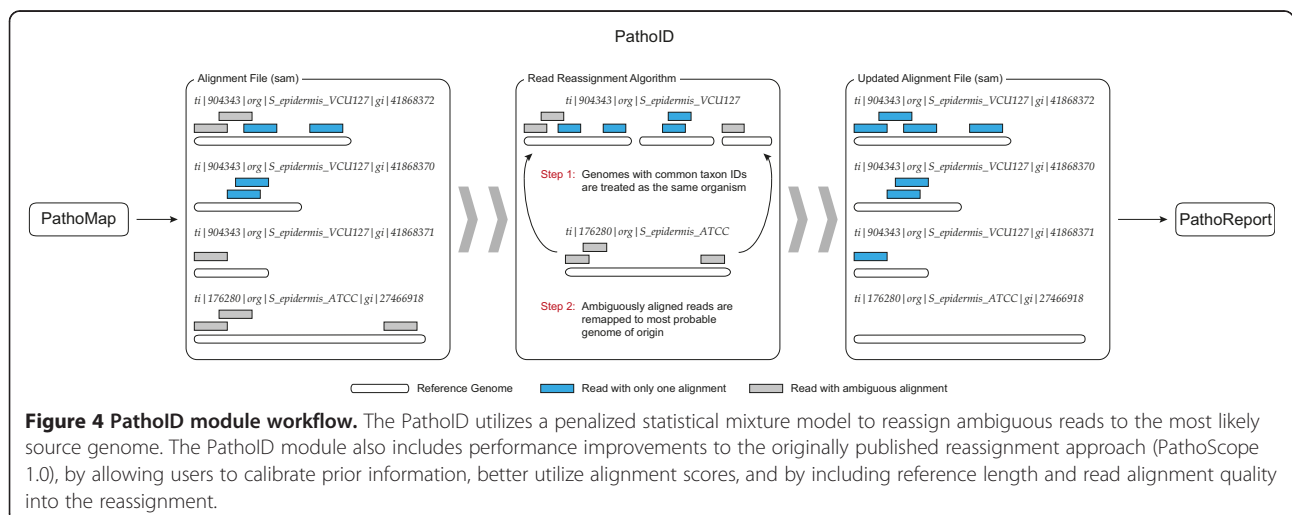 PathoID
PathoMap
Alignment File (sam)
ti|904343|org|S_epidermis_VCU127|gi|41868372
ti|904343|org|S_epidermis_VCU127|gi|41868370
ti|904343|org|S_epidermis_VCU127|gi|41868371
ti|176280|org|S_epidermis_ATCC|gi|27466918
Read Reassignment Algorithm
ti|904343|org|S_epidermis_VCU127
Step 1: Genomes with common taxon IDs
are treated as the same organism
ti|176280|org|S_epidermis_ATCC
Step 2: Ambiguously aligned reads are
remapped to most probable
genome of origin
Updated Alignment File (sam)
ti|904343|org|S_epidermis_VCU127|gi|41868372
ti|904343|org|S_epidermis_VCU127|gi|41868370
ti|904343|org|S_epidermis_VCU127|gi|41868371
ti|176280|org|S_epidermis_ATCC|gi|27466918
PathoReport
Reference Genome
Read with only one alignment
Read with ambiguous alignment
Figure 4 PathoID module workflow. The PathoID utilizes a penalized statistical mixture model to reassign ambiguous reads to the most likely
source genome. The PathoID module also includes performance improvements to the originally published reassignment approach (PathoScope
1.0), by allowing users to calibrate prior information, better utilize alignment scores, and by including reference length and read alignment quality
into the reassignment.